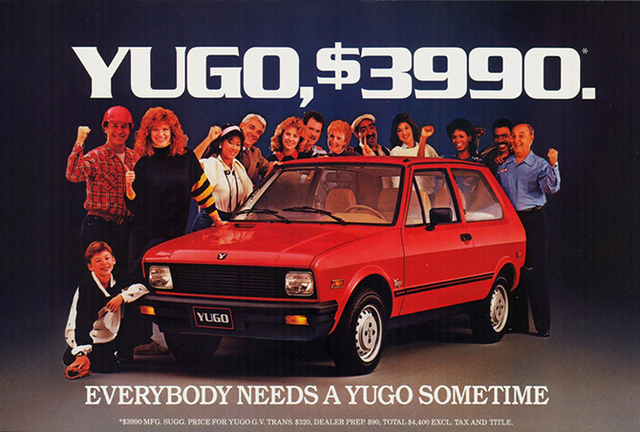 YUGO, $3990.*
YUGO
EVERYBODY NEEDS A YUGO SOMETIME
*$3990 MFG. SUGG. PRICE FOR YUGO G.V. TRANS. $320, DEALER PREP. $90, TOTAL $4,400 EXCL. TAX AND TITLE.